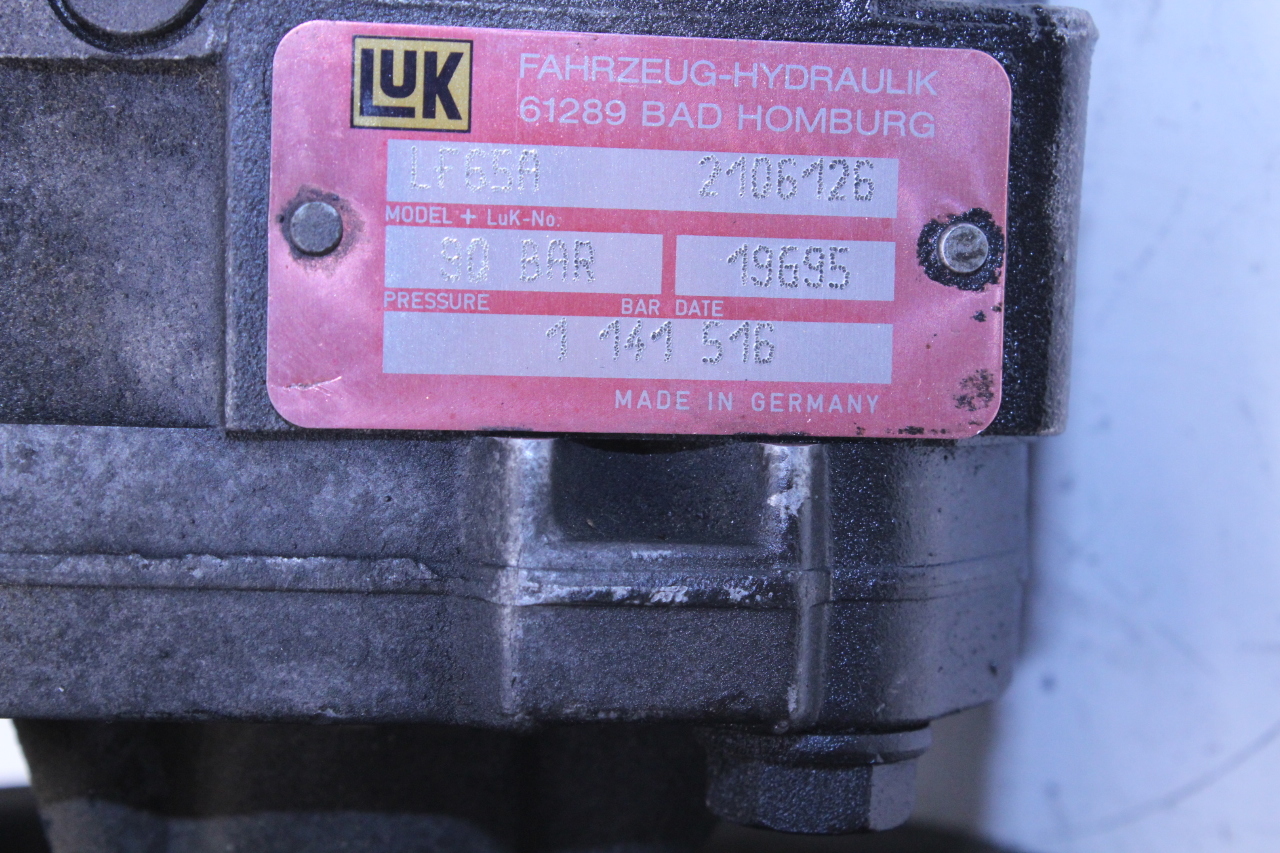 LUK
FAHRZEUG-HYDRAULIK
61289 BAD HOMBURG
LF65A 2106126
MODEL + LuK-No.
90 BAR 19G95
PRESSURE BAR DATE
1 141 516
MADE IN GERMANY